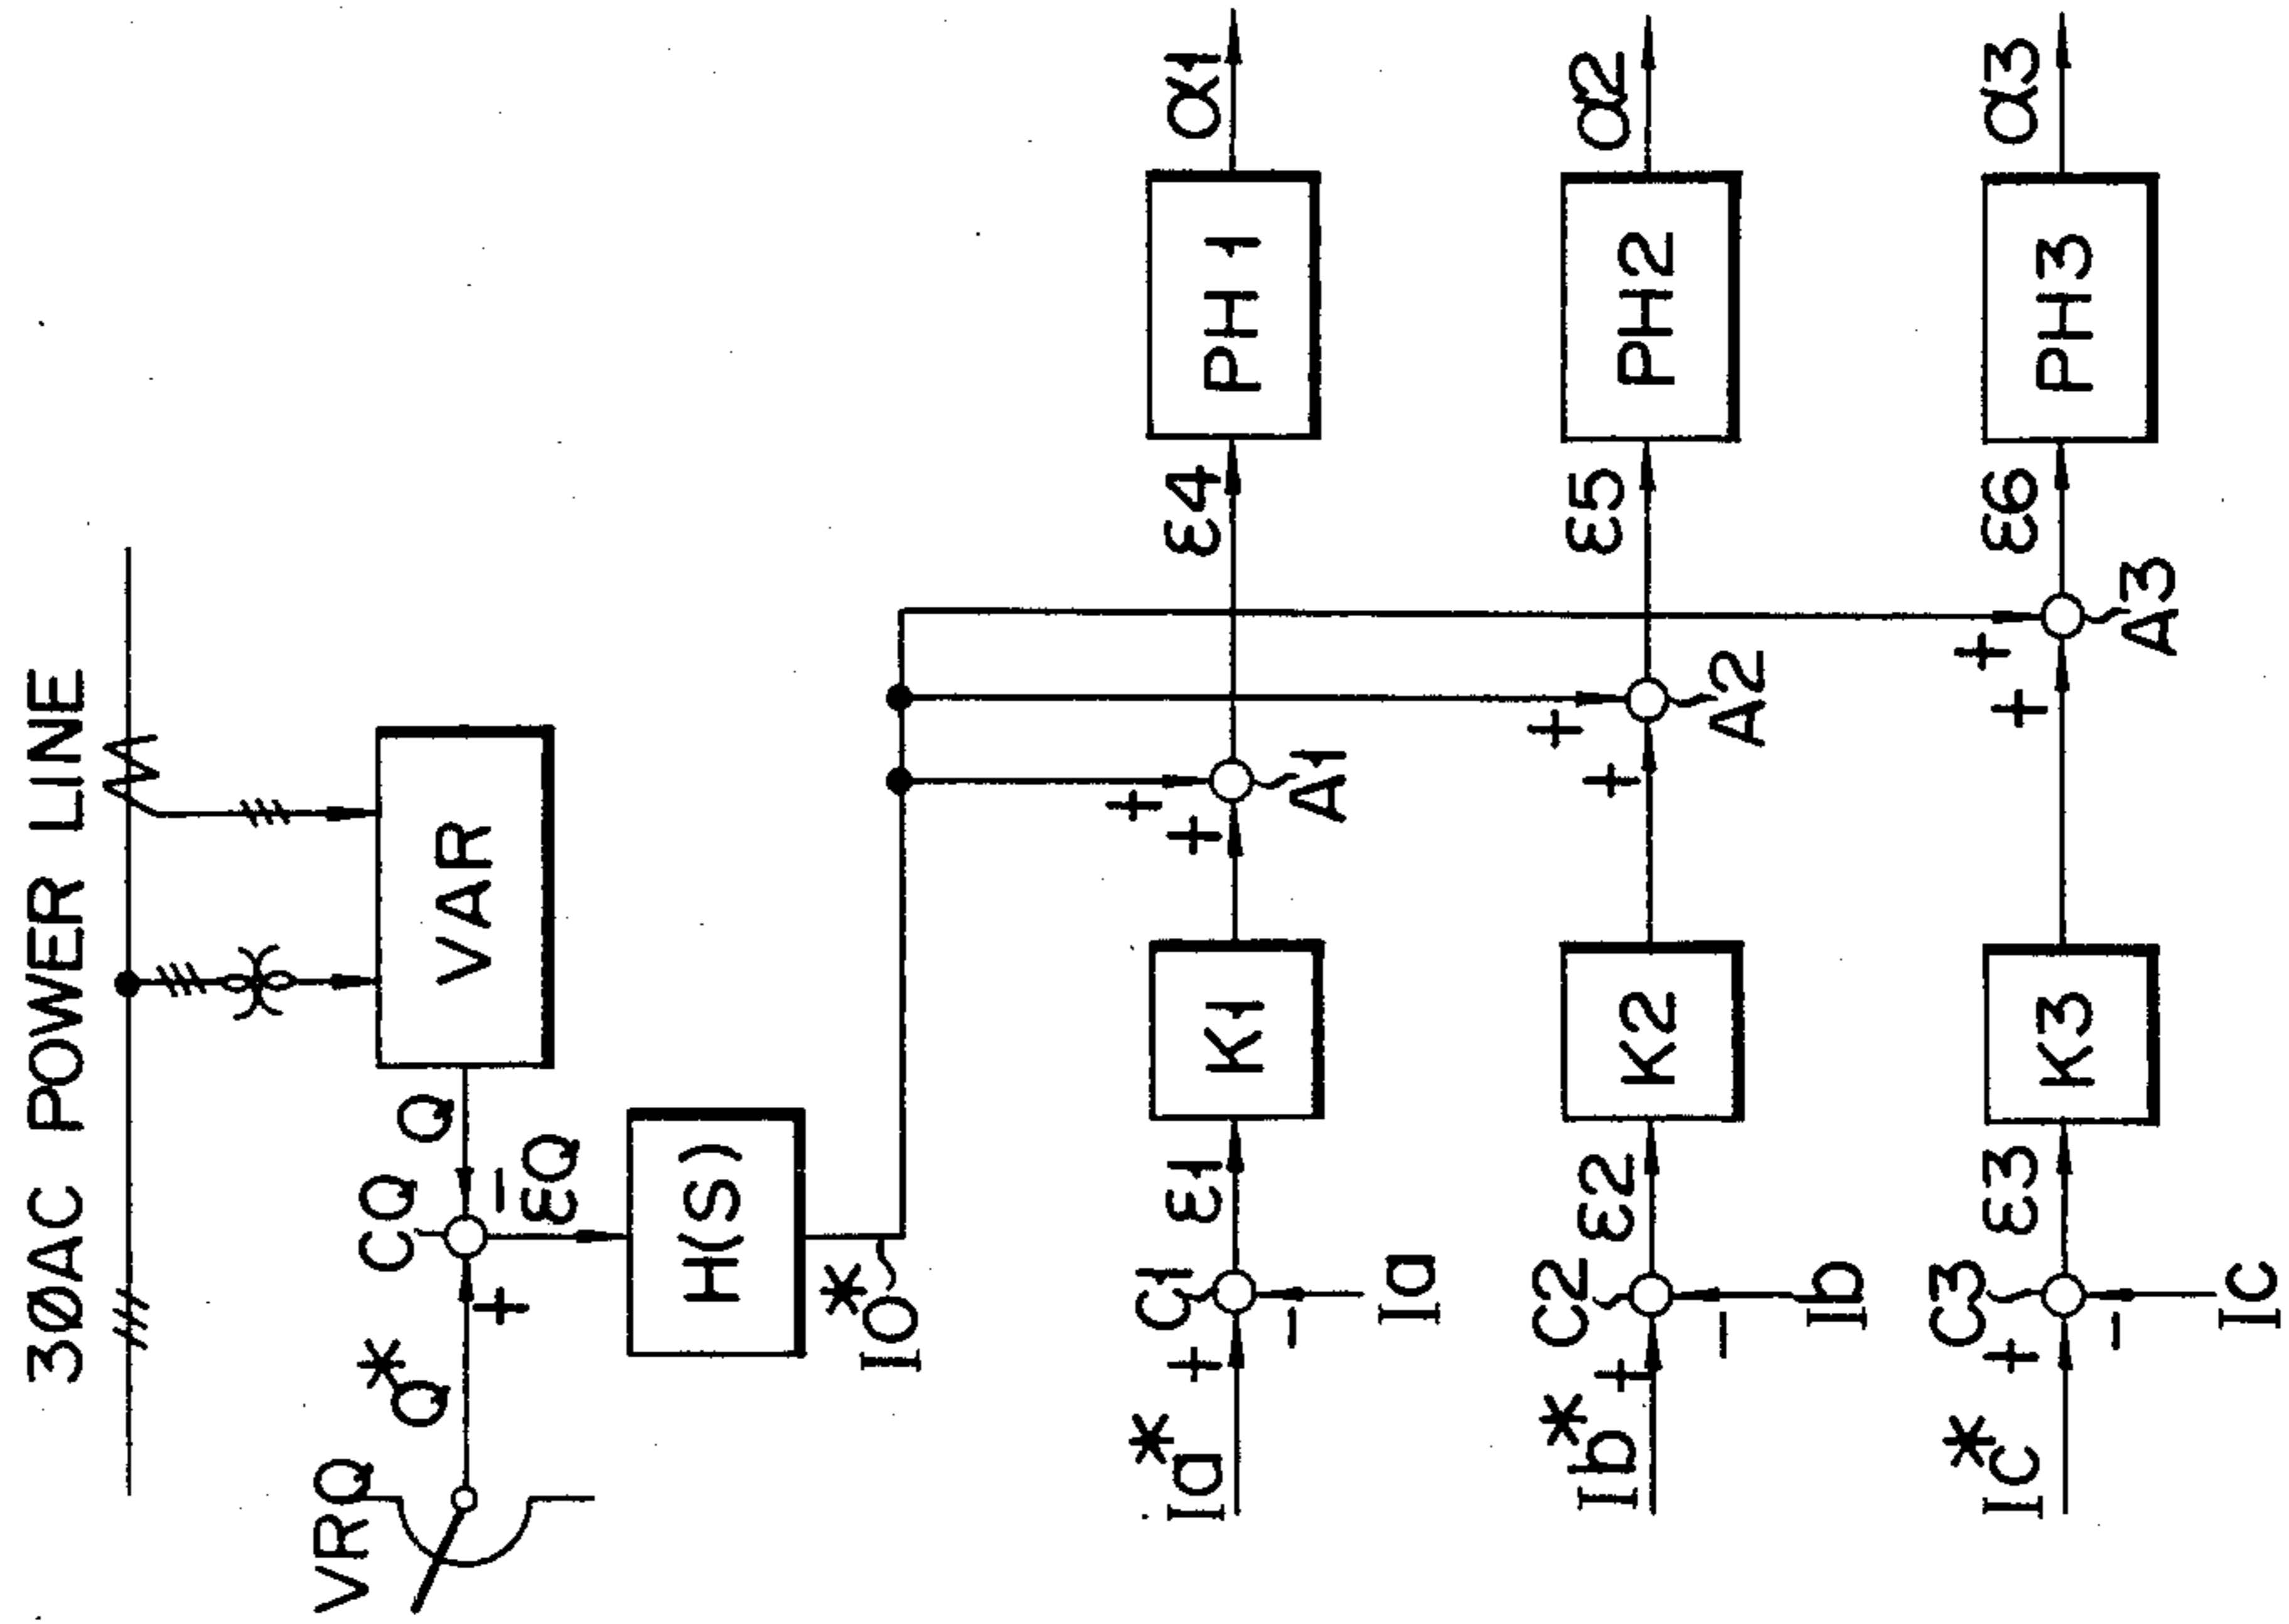 3ØAC POWER LINE
VRQ
Q*
CQ
Q
VAR
+
−
εQ
H(S)
IO*
Ia*
+
C1
−
Ia
ε1
K1
+
+
A1
ε4
PH1
α1
Ib*
+
C2
−
Ib
ε2
K2
+
+
A2
ε5
PH2
α2
Ic*
+
C3
−
Ic
ε3
K3
+
+
A3
ε6
PH3
α3